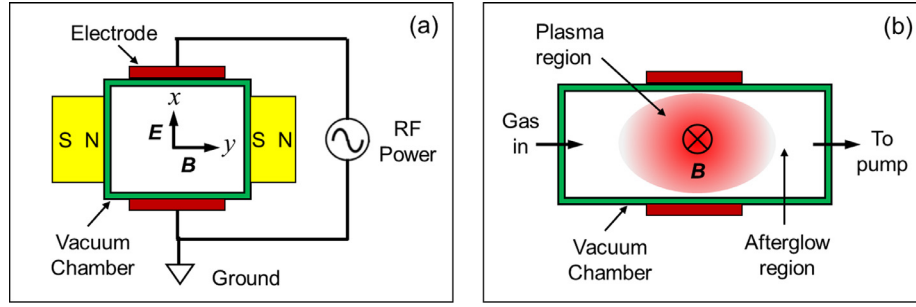 (a)
Electrode
x
E
y
B
S N
S N
RF
Power
Vacuum
Chamber
Ground
(b)
Plasma
region
Gas
in
B
To
pump
Vacuum
Chamber
Afterglow
region